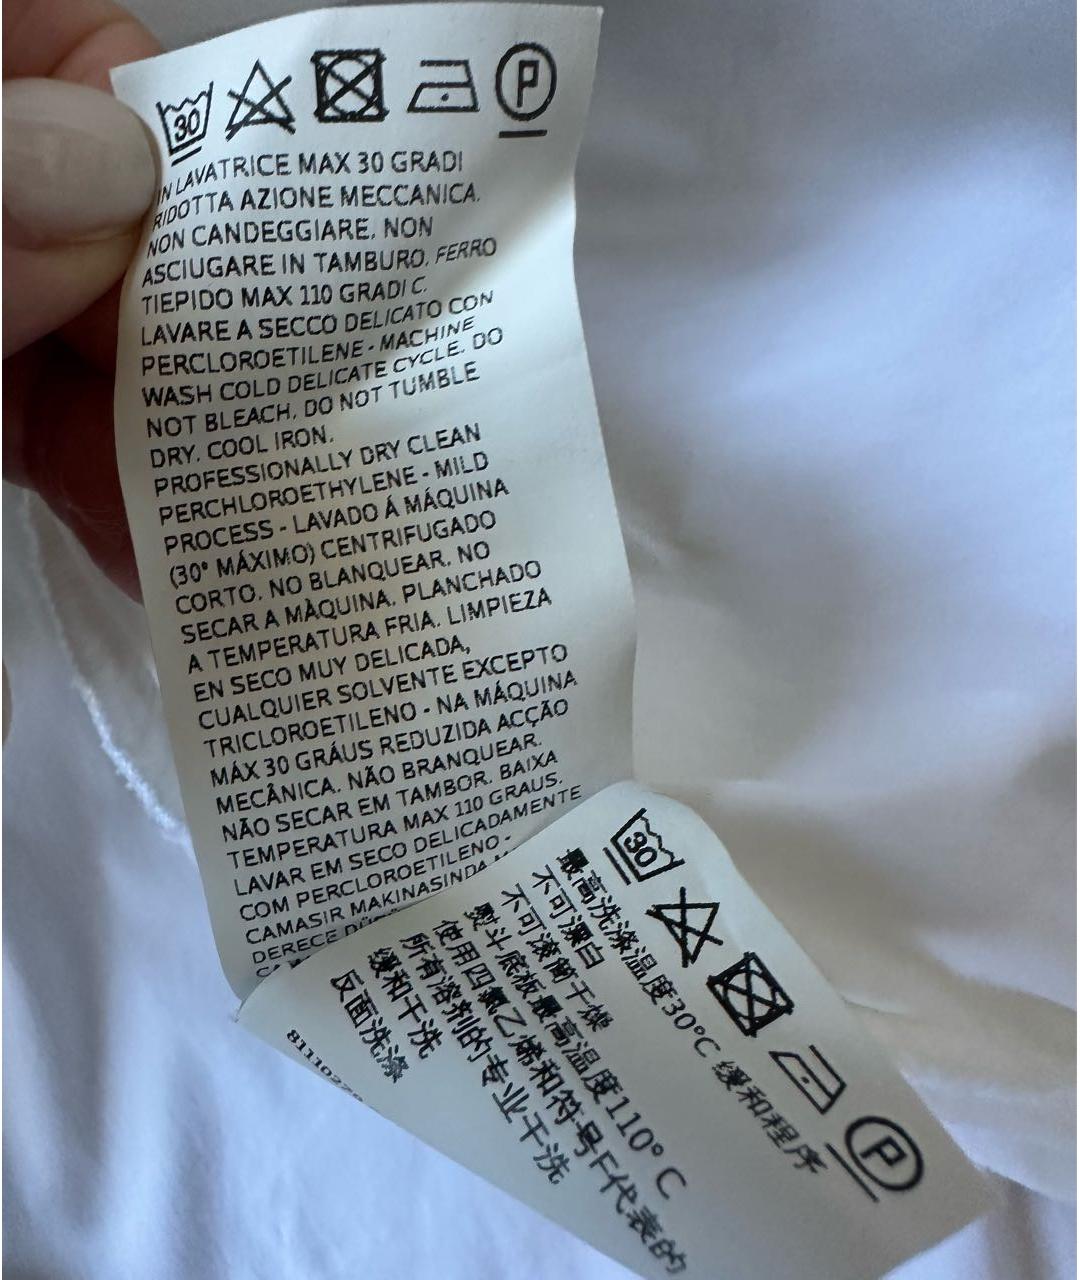 30
P
IN LAVATRICE MAX 30 GRADI
RIDOTTA AZIONE MECCANICA.
NON CANDEGGIARE. NON
ASCIUGARE IN TAMBURO. FERRO
TIEPIDO MAX 110 GRADI C.
LAVARE A SECCO DELICATO CON
PERCLOROETILENE - MACHINE
WASH COLD DELICATE CYCLE. DO
NOT BLEACH. DO NOT TUMBLE
DRY. COOL IRON.
PROFESSIONALLY DRY CLEAN
PERCHLOROETHYLENE - MILD
PROCESS - LAVADO Á MÁQUINA
(30° MÁXIMO) CENTRIFUGADO
CORTO. NO BLANQUEAR. NO
SECAR A MÀQUINA. PLANCHADO
A TEMPERATURA FRIA. LIMPIEZA
EN SECO MUY DELICADA,
CUALQUIER SOLVENTE EXCEPTO
TRICLOROETILENO - NA MÁQUINA
MÁX 30 GRÁUS REDUZIDA ACÇÃO
MECÂNICA. NÃO BRANQUEAR.
NÃO SECAR EM TAMBOR. BAIXA
TEMPERATURA MAX 110 GRAUS.
LAVAR EM SECO DELICADAMENTE
COM PERCLOROETILENO -
CAMASIR MAKINASINDA
DERECE
30
P
最高洗涤温度30°C 缓和程序
不可漂白
不可滚筒干燥
熨斗底板最高温度110° C
使用四氯乙烯和符号F代表的
所有溶剂的专业干洗
缓和干洗
反面洗涤